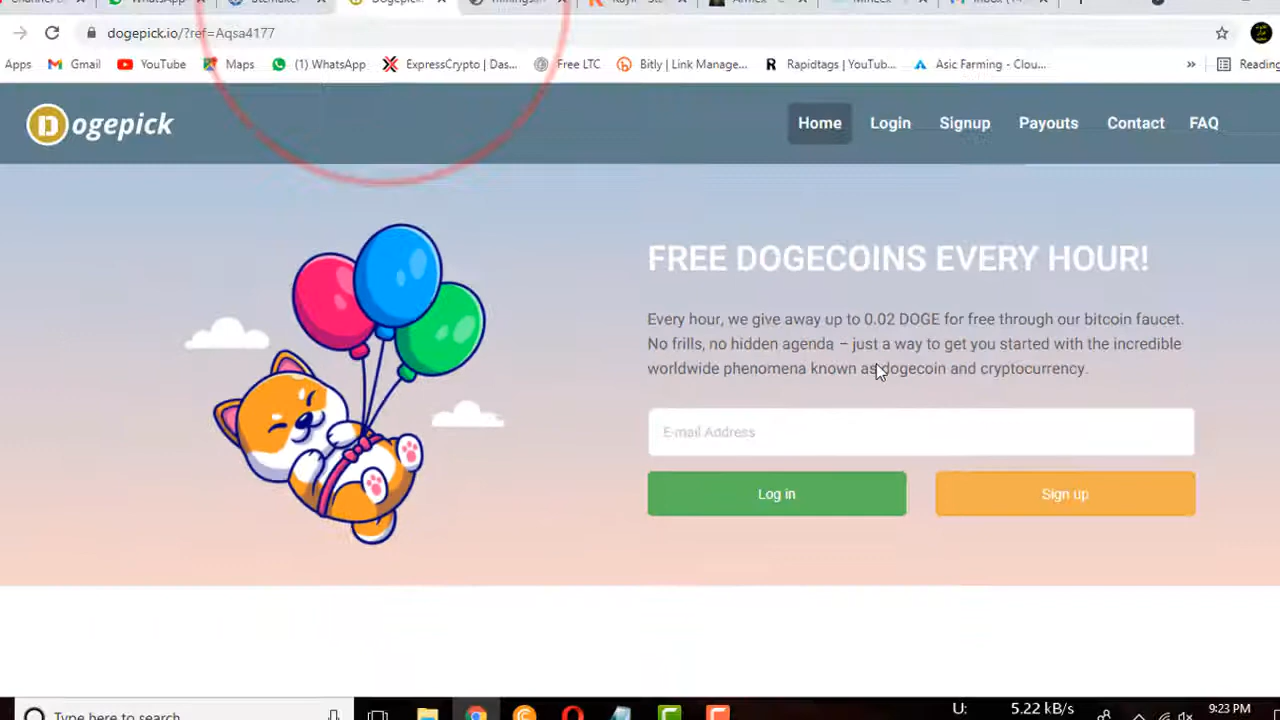 WhatsApp
Dogepick
dogepick.io/?ref=Aqsa4177
Apps Gmail YouTube Maps (1) WhatsApp ExpressCrypto | Das... Free LTC Bitly | Link Manage... Rapidtags | YouTub... Asic Farming - Clou... » Reading
Dogepick
Home Login Signup Payouts Contact FAQ
FREE DOGECOINS EVERY HOUR!
Every hour, we give away up to 0.02 DOGE for free through our bitcoin faucet.
No frills, no hidden agenda – just a way to get you started with the incredible
worldwide phenomena known as dogecoin and cryptocurrency.
E-mail Address
Log in Sign up
Type here to search U: 5.22 kB/s 9:23 PM